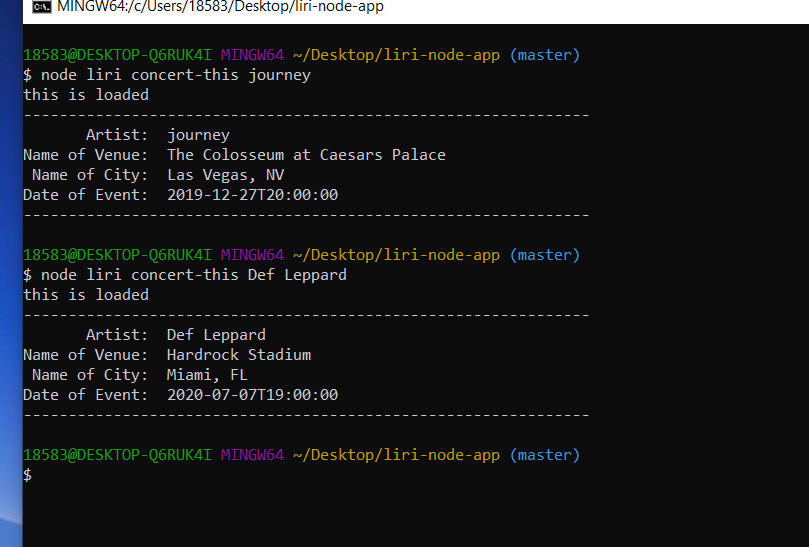 MINGW64:/c/Users/18583/Desktop/liri-node-app
18583@DESKTOP-Q6RUK4I MINGW64 ~/Desktop/liri-node-app (master)
$ node liri concert-this journey
this is loaded
---------------------------------------------------------------
Artist: journey
Name of Venue: The Colosseum at Caesars Palace
Name of City: Las Vegas, NV
Date of Event: 2019-12-27T20:00:00
---------------------------------------------------------------
18583@DESKTOP-Q6RUK4I MINGW64 ~/Desktop/liri-node-app (master)
$ node liri concert-this Def Leppard
this is loaded
---------------------------------------------------------------
Artist: Def Leppard
Name of Venue: Hardrock Stadium
Name of City: Miami, FL
Date of Event: 2020-07-07T19:00:00
---------------------------------------------------------------
18583@DESKTOP-Q6RUK4I MINGW64 ~/Desktop/liri-node-app (master)
$